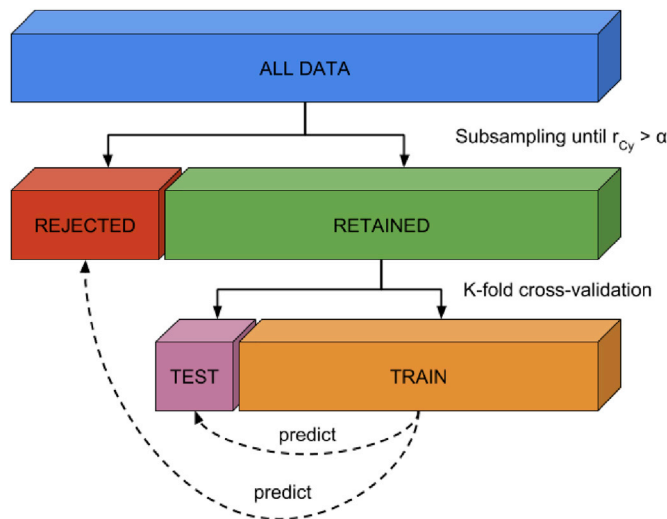 ALL DATA
Subsampling until r_Cy > α
REJECTED
RETAINED
K-fold cross-validation
TEST
TRAIN
predict
predict